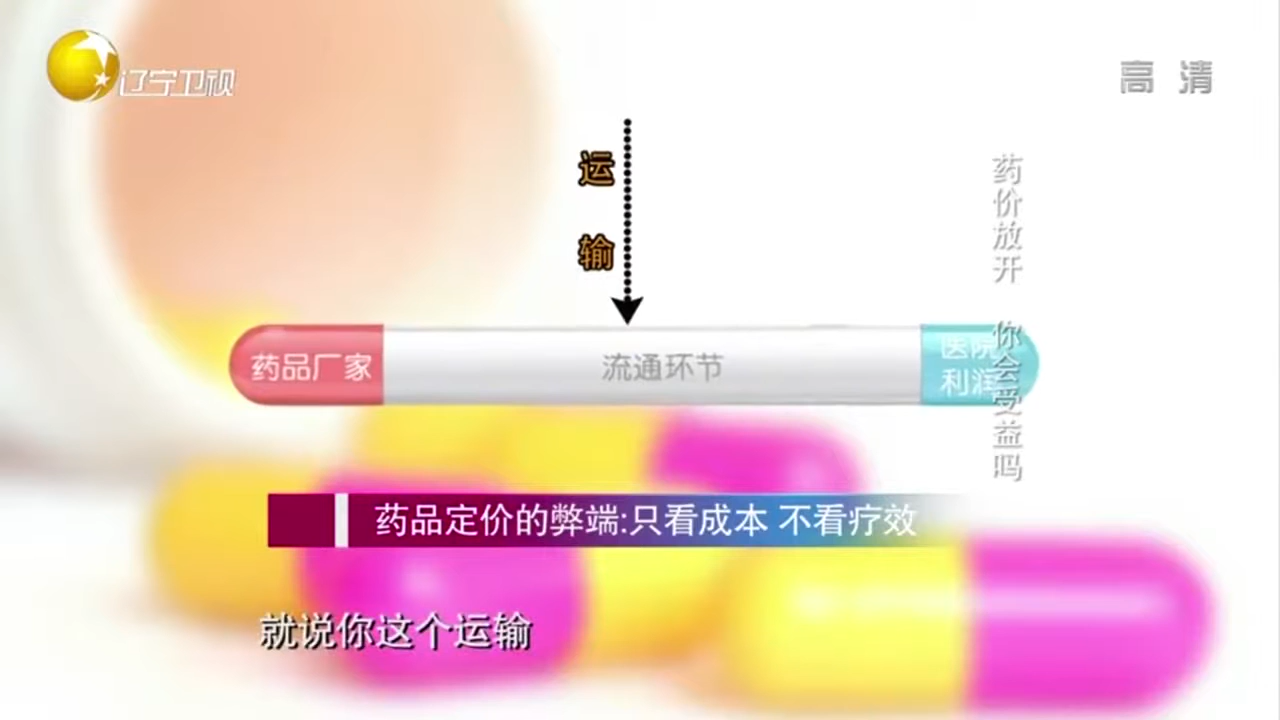 辽宁卫视
高 清
运
输
药价放开 你会受益吗
药品厂家
流通环节
医院
利润
药品定价的弊端:只看成本 不看疗效
就说你这个运输